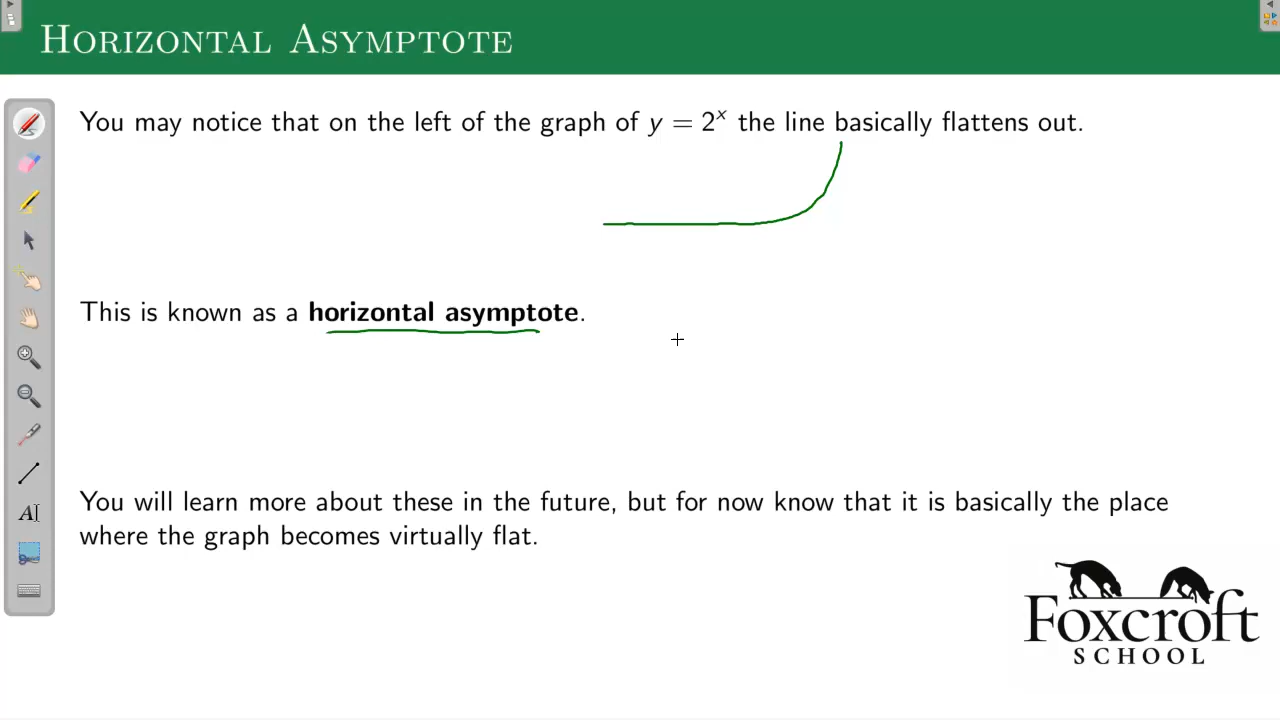 Horizontal Asymptote
You may notice that on the left of the graph of y = 2ˣ the line basically flattens out.
This is known as a horizontal asymptote.
You will learn more about these in the future, but for now know that it is basically the place
where the graph becomes virtually flat.
A
Foxcroft
SCHOOL